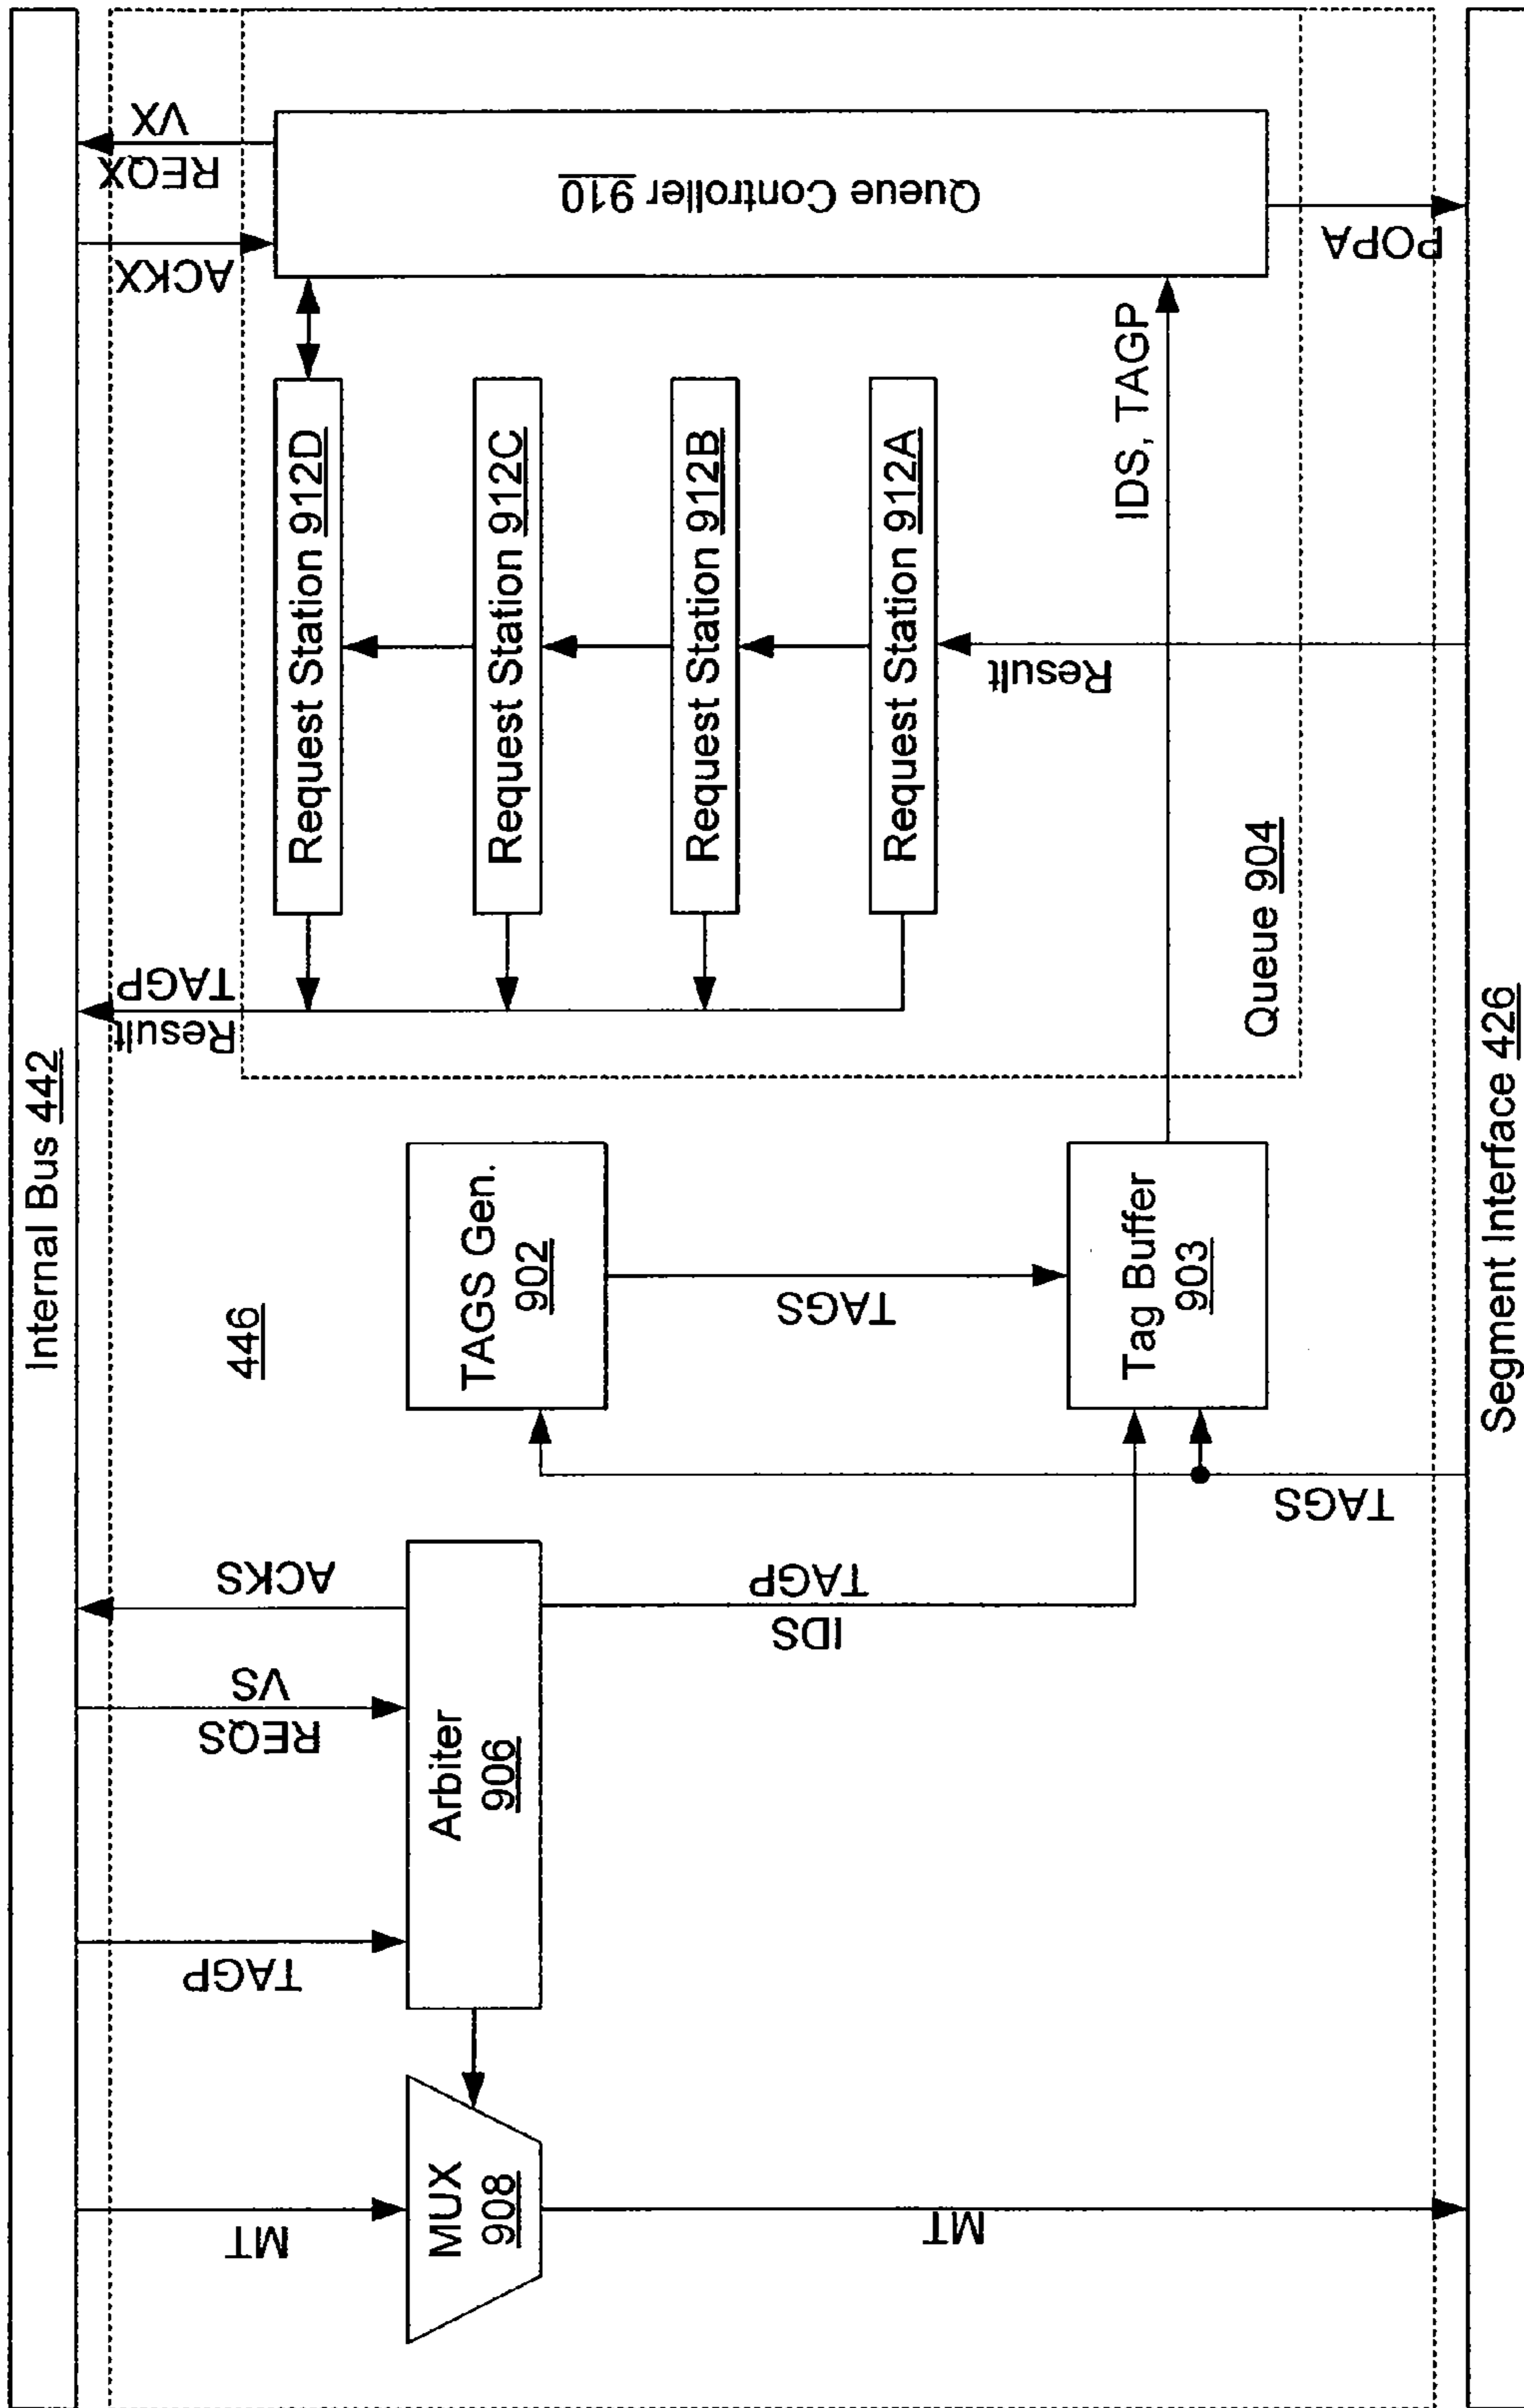 Internal Bus 442
MT
TAGP
REQS
VS
ACKS
446
Result
TAGP
ACKX
REQX
VX
MUX
908
Arbiter
906
TAGS Gen.
902
Request Station 912D
Request Station 912C
Request Station 912B
Request Station 912A
Queue Controller 910
MT
IDS
TAGP
TAGS
Tag Buffer
903
TAGS
IDS, TAGP
Result
Queue 904
POPA
Segment Interface 426